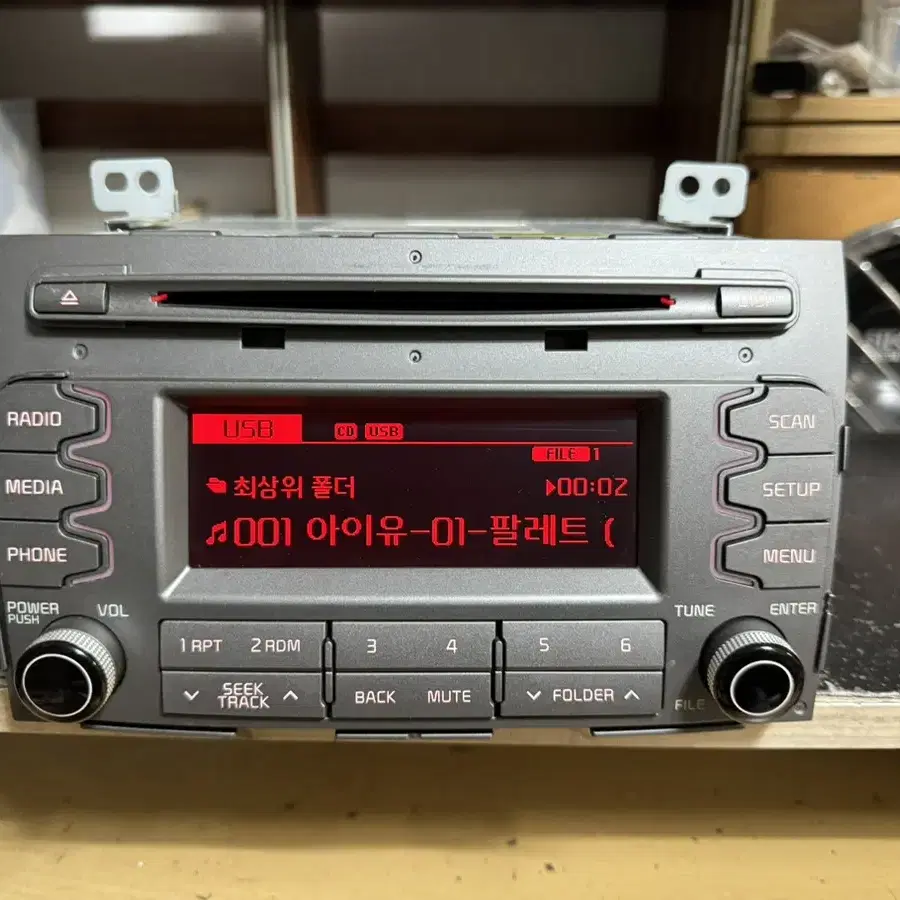 DISP
RADIO
SCAN
USB CD USB
FILE 1
MEDIA
최상위 폴더 00:02
SETUP
001 아이유-01-팔레트 (
PHONE
MENU
POWER VOL
PUSH
TUNE ENTER
1 RPT 2 RDM 3 4 5 6
SEEK
TRACK
BACK MUTE
FOLDER
FILE